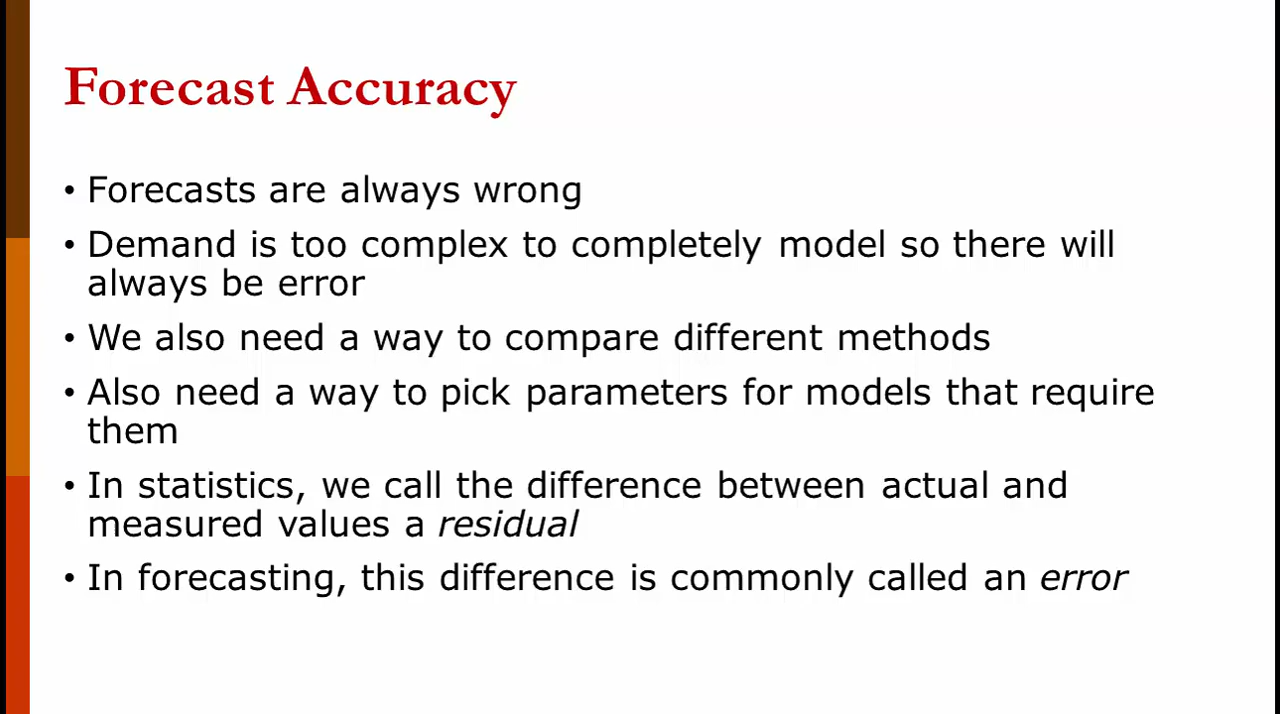 Forecast Accuracy
• Forecasts are always wrong
• Demand is too complex to completely model so there will
always be error
• We also need a way to compare different methods
• Also need a way to pick parameters for models that require
them
• In statistics, we call the difference between actual and
measured values a residual
• In forecasting, this difference is commonly called an error